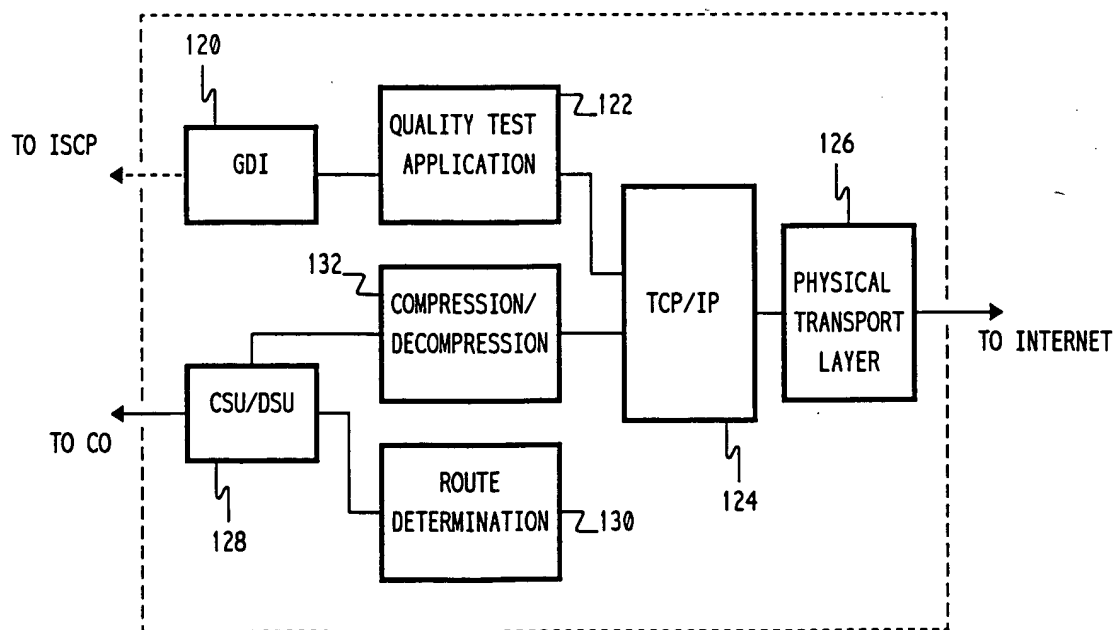 120
TO ISCP
GDI
QUALITY TEST
APPLICATION
122
126
132
COMPRESSION/
DECOMPRESSION
TCP/IP
PHYSICAL
TRANSPORT
LAYER
TO INTERNET
CSU/DSU
TO CO
128
ROUTE
DETERMINATION
130
124